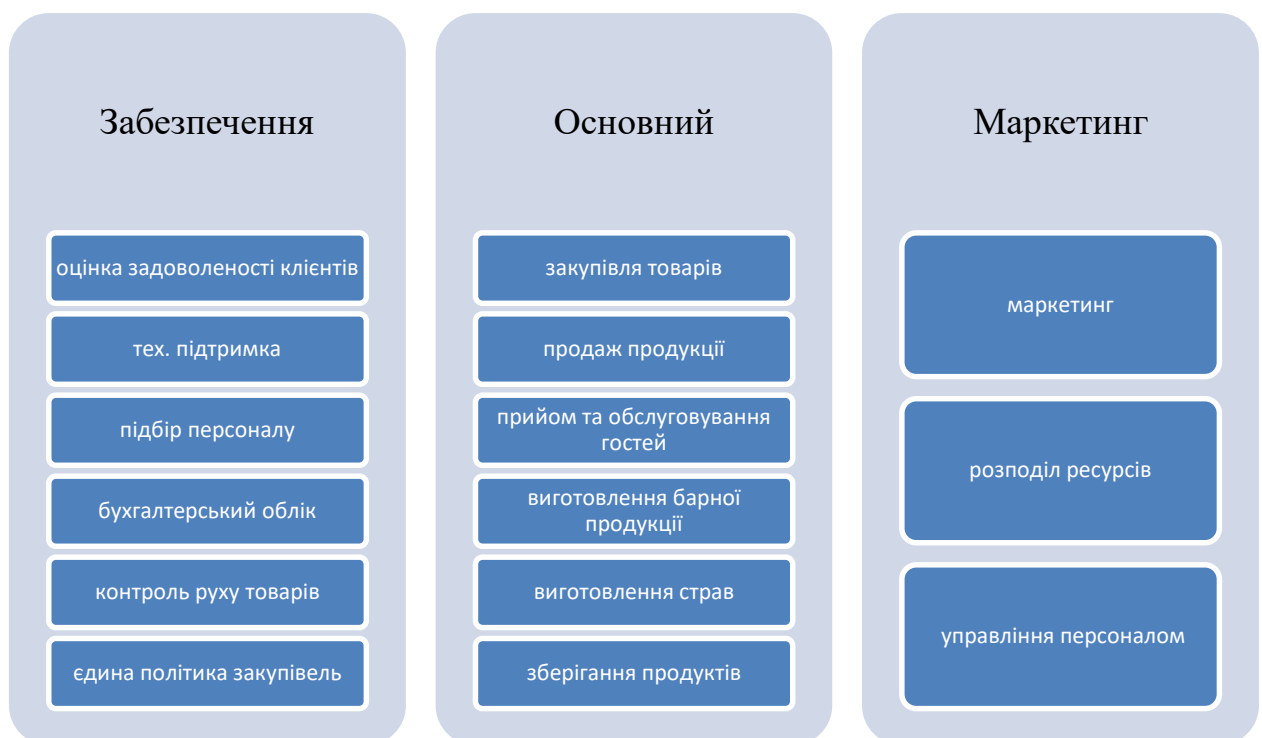 Забезпечення
оцінка задоволеності клієнтів
тех. підтримка
підбір персоналу
бухгалтерський облік
контроль руху товарів
єдина політика закупівель
Основний
закупівля товарів
продаж продукції
прийом та обслуговування
гостей
виготовлення барної
продукції
виготовлення страв
зберігання продуктів
Маркетинг
маркетинг
розподіл ресурсів
управління персоналом